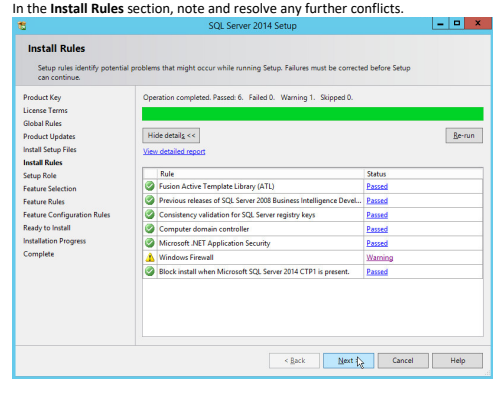 In the Install Rules section, note and resolve any further conflicts.
SQL Server 2014 Setup
Install Rules
Setup rules identify potential problems that might occur while running Setup. Failures must be corrected before Setup
can continue.
Product Key
License Terms
Global Rules
Product Updates
Install Setup Files
Install Rules
Setup Role
Feature Selection
Feature Rules
Feature Configuration Rules
Ready to Install
Installation Progress
Complete
Operation completed. Passed: 6. Failed 0. Warning 1. Skipped 0.
Hide details << Re-run
View detailed report
Rule Status
Fusion Active Template Library (ATL) Passed
Previous releases of SQL Server 2008 Business Intelligence Devel... Passed
Consistency validation for SQL Server registry keys Passed
Computer domain controller Passed
Microsoft .NET Application Security Passed
Windows Firewall Warning
Block install when Microsoft SQL Server 2014 CTP1 is present. Passed
< Back Next > Cancel Help